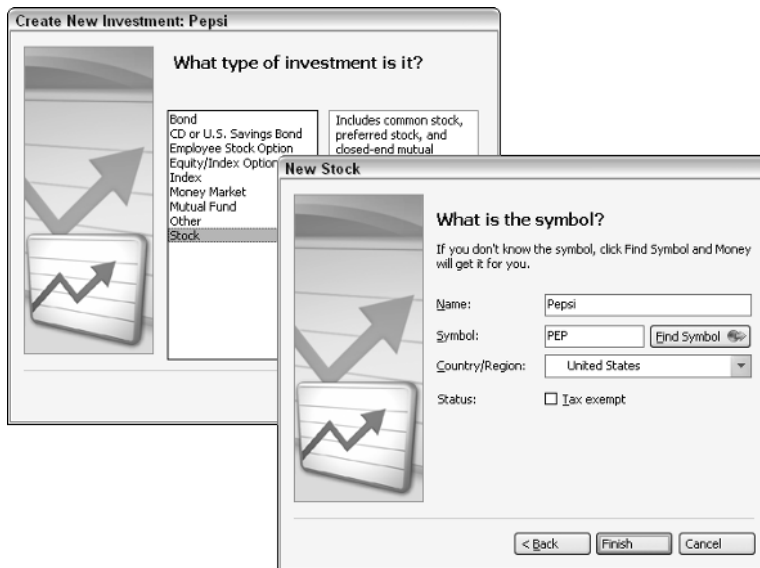 Create New Investment: Pepsi
What type of investment is it?
Bond
CD or U.S. Savings Bond
Employee Stock Option
Equity/Index Option
Index
Money Market
Mutual Fund
Other
Stock
Includes common stock,
preferred stock, and
closed-end mutual
New Stock
What is the symbol?
If you don't know the symbol, click Find Symbol and Money
will get it for you.
Name: Pepsi
Symbol: PEP Find Symbol
Country/Region: United States
Status: Tax exempt
< Back Finish Cancel